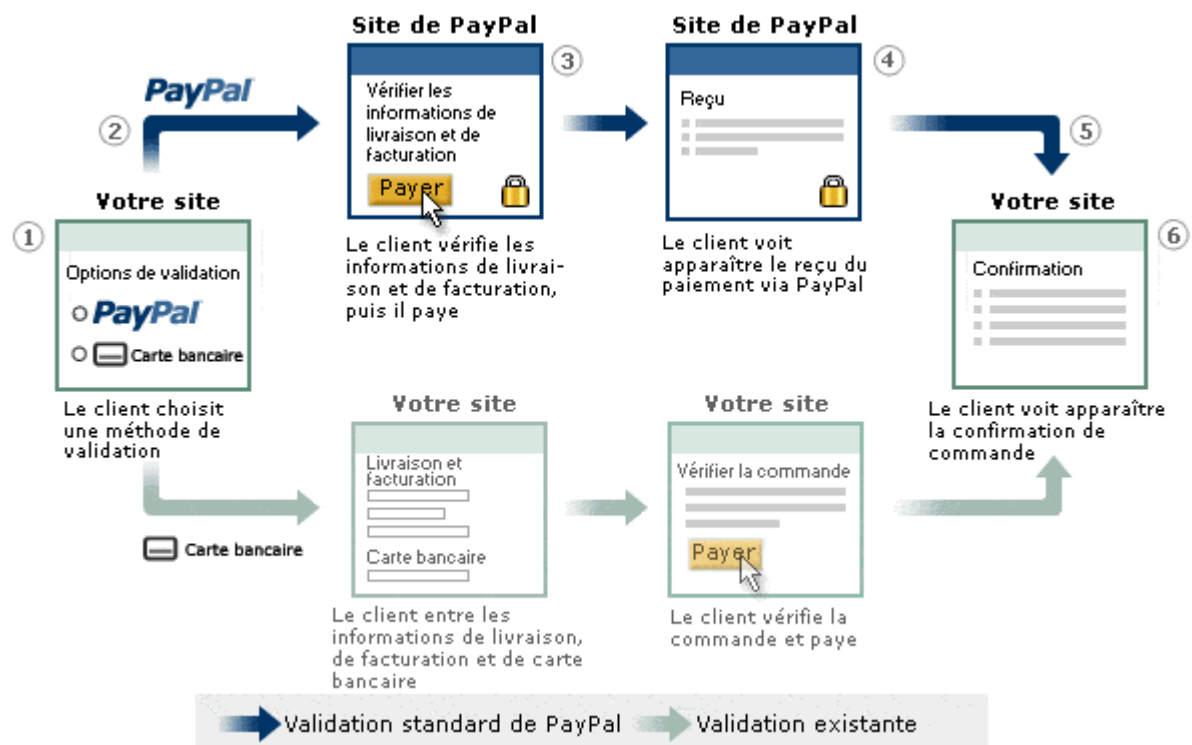 Site de PayPal
Site de PayPal
PayPal
2
3
Vérifier les
informations de
livraison et de
facturation
Payer
Le client vérifie les
informations de livrai-
son et de facturation,
puis il paye
4
Reçu
Le client voit
apparaître le reçu du
paiement via PayPal
5
Votre site
1
Options de validation
PayPal
Carte bancaire
Le client choisit
une méthode de
validation
Votre site
6
Confirmation
Le client voit apparaître
la confirmation de
commande
Carte bancaire
Votre site
Livraison et
facturation
Carte bancaire
Le client entre les
informations de livraison,
de facturation et de carte
bancaire
Votre site
Vérifier la commande
Payer
Le client vérifie la
commande et paye
Validation standard de PayPal
Validation existante